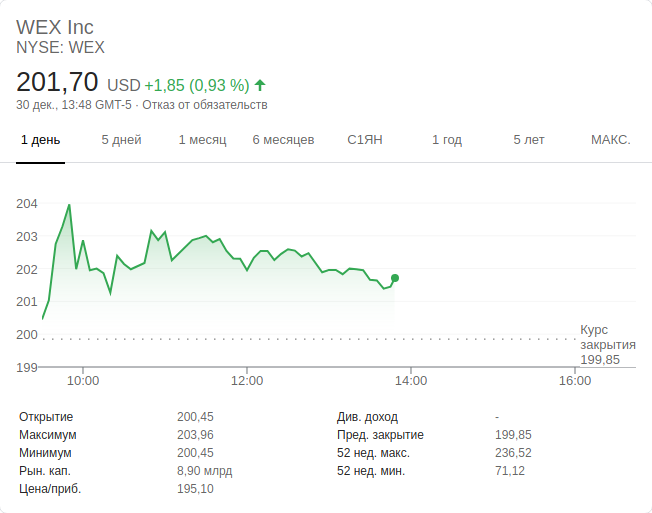 WEX Inc
NYSE: WEX
201,70 USD +1,85 (0,93 %)
30 дек., 13:48 GMT-5 · Отказ от обязательств
1 день 5 дней 1 месяц 6 месяцев С1ЯН 1 год 5 лет МАКС.
204
203
202
201
200
199
Курс
закрытия
199,85
10:00 12:00 14:00 16:00
Открытие 200,45 Див. доход -
Максимум 203,96 Пред. закрытие 199,85
Минимум 200,45 52 нед. макс. 236,52
Рын. кап. 8,90 млрд 52 нед. мин. 71,12
Цена/приб. 195,10